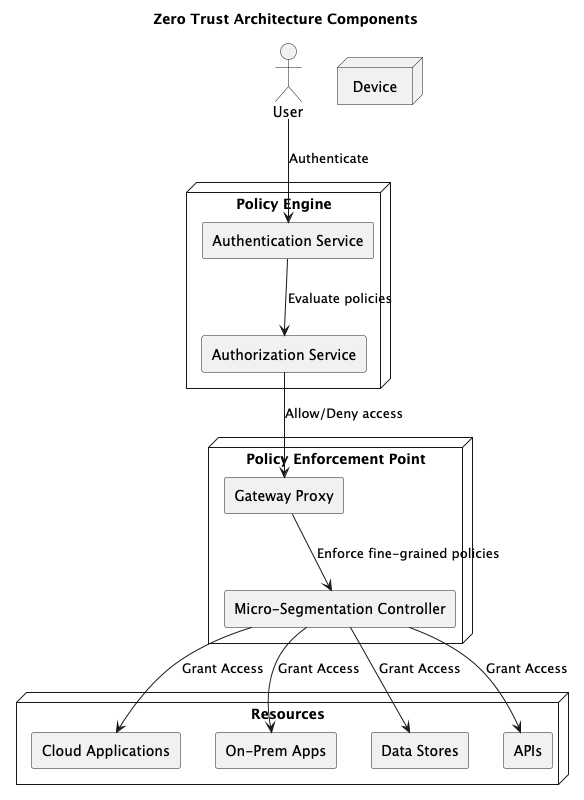 Zero Trust Architecture Components
Device
User
Authenticate
Policy Engine
Authentication Service
Evaluate policies
Authorization Service
Allow/Deny access
Policy Enforcement Point
Gateway Proxy
Enforce fine-grained policies
Micro-Segmentation Controller
Grant Access
Grant Access
Grant Access
Grant Access
Resources
Cloud Applications
On-Prem Apps
Data Stores
APIs